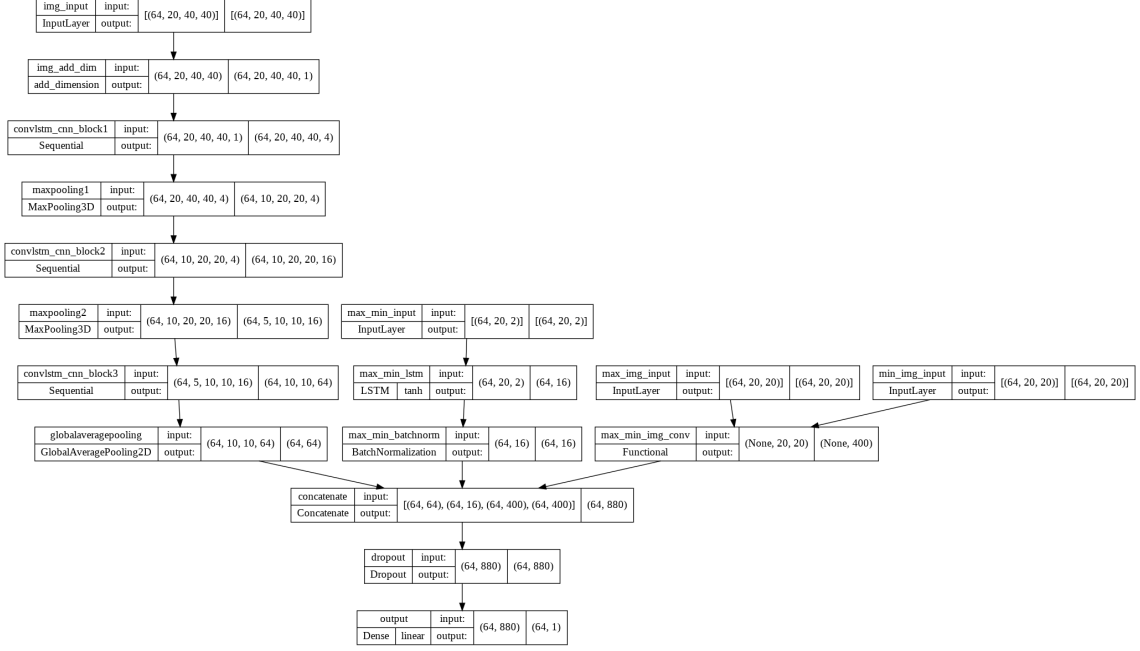 img_input input: [(64, 20, 40, 40)] [(64, 20, 40, 40)]
InputLayer output:
img_add_dim input: (64, 20, 40, 40) (64, 20, 40, 40, 1)
add_dimension output:
convlstm_cnn_block1 input: (64, 20, 40, 40, 1) (64, 20, 40, 40, 4)
Sequential output:
maxpooling1 input: (64, 20, 40, 40, 4) (64, 10, 20, 20, 4)
MaxPooling3D output:
convlstm_cnn_block2 input: (64, 10, 20, 20, 4) (64, 10, 20, 20, 16)
Sequential output:
maxpooling2 input: (64, 10, 20, 20, 16) (64, 5, 10, 10, 16)
MaxPooling3D output:
max_min_input input: [(64, 20, 2)] [(64, 20, 2)]
InputLayer output:
convlstm_cnn_block3 input: (64, 5, 10, 10, 16) (64, 10, 10, 64)
Sequential output:
max_min_lstm input: (64, 20, 2) (64, 16)
LSTM tanh output:
max_img_input input: [(64, 20, 20)] [(64, 20, 20)]
InputLayer output:
min_img_input input: [(64, 20, 20)] [(64, 20, 20)]
InputLayer output:
globalaveragepooling input: (64, 10, 10, 64) (64, 64)
GlobalAveragePooling2D output:
max_min_batchnorm input: (64, 16) (64, 16)
BatchNormalization output:
max_min_img_conv input: (None, 20, 20) (None, 400)
Functional output:
concatenate input: [(64, 64), (64, 16), (64, 400), (64, 400)] (64, 880)
Concatenate output:
dropout input: (64, 880) (64, 880)
Dropout output:
output input: (64, 880) (64, 1)
Dense linear output: